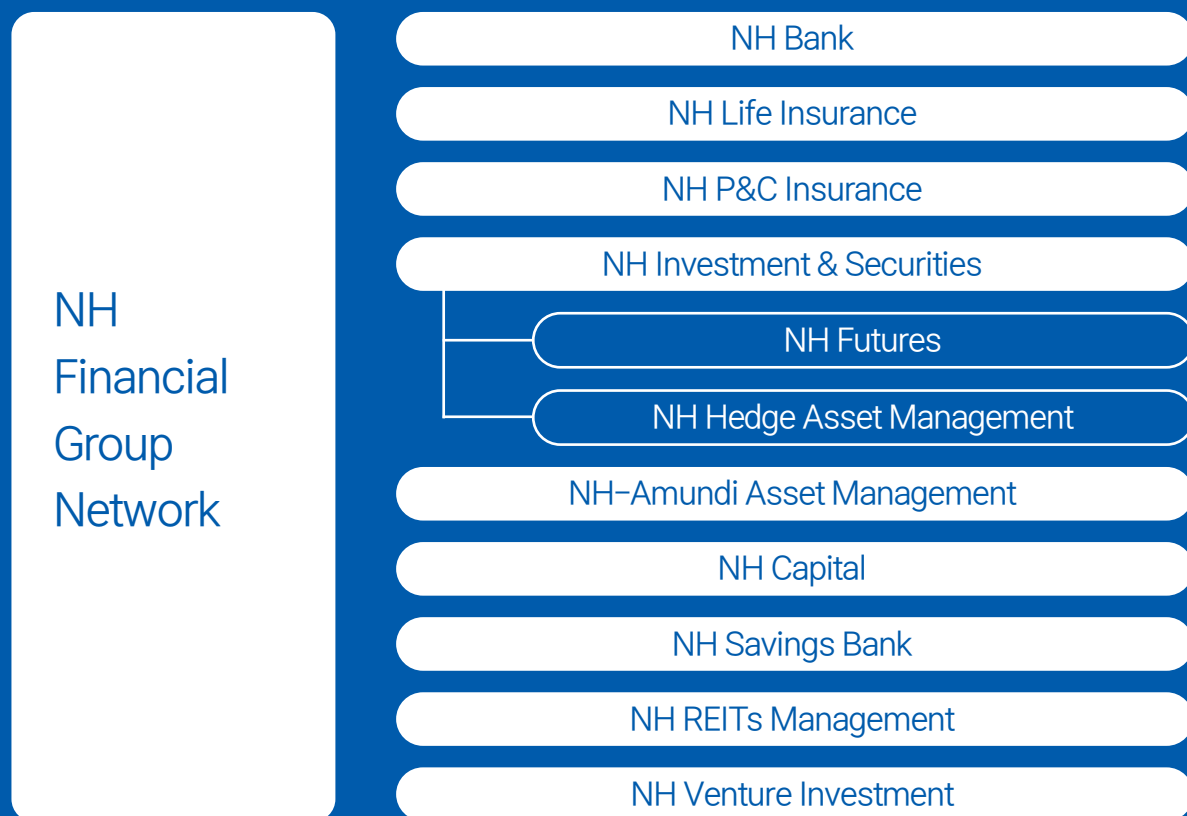 NH
Financial
Group
Network
NH Bank
NH Life Insurance
NH P&C Insurance
NH Investment & Securities
NH Futures
NH Hedge Asset Management
NH-Amundi Asset Management
NH Capital
NH Savings Bank
NH REITs Management
NH Venture Investment